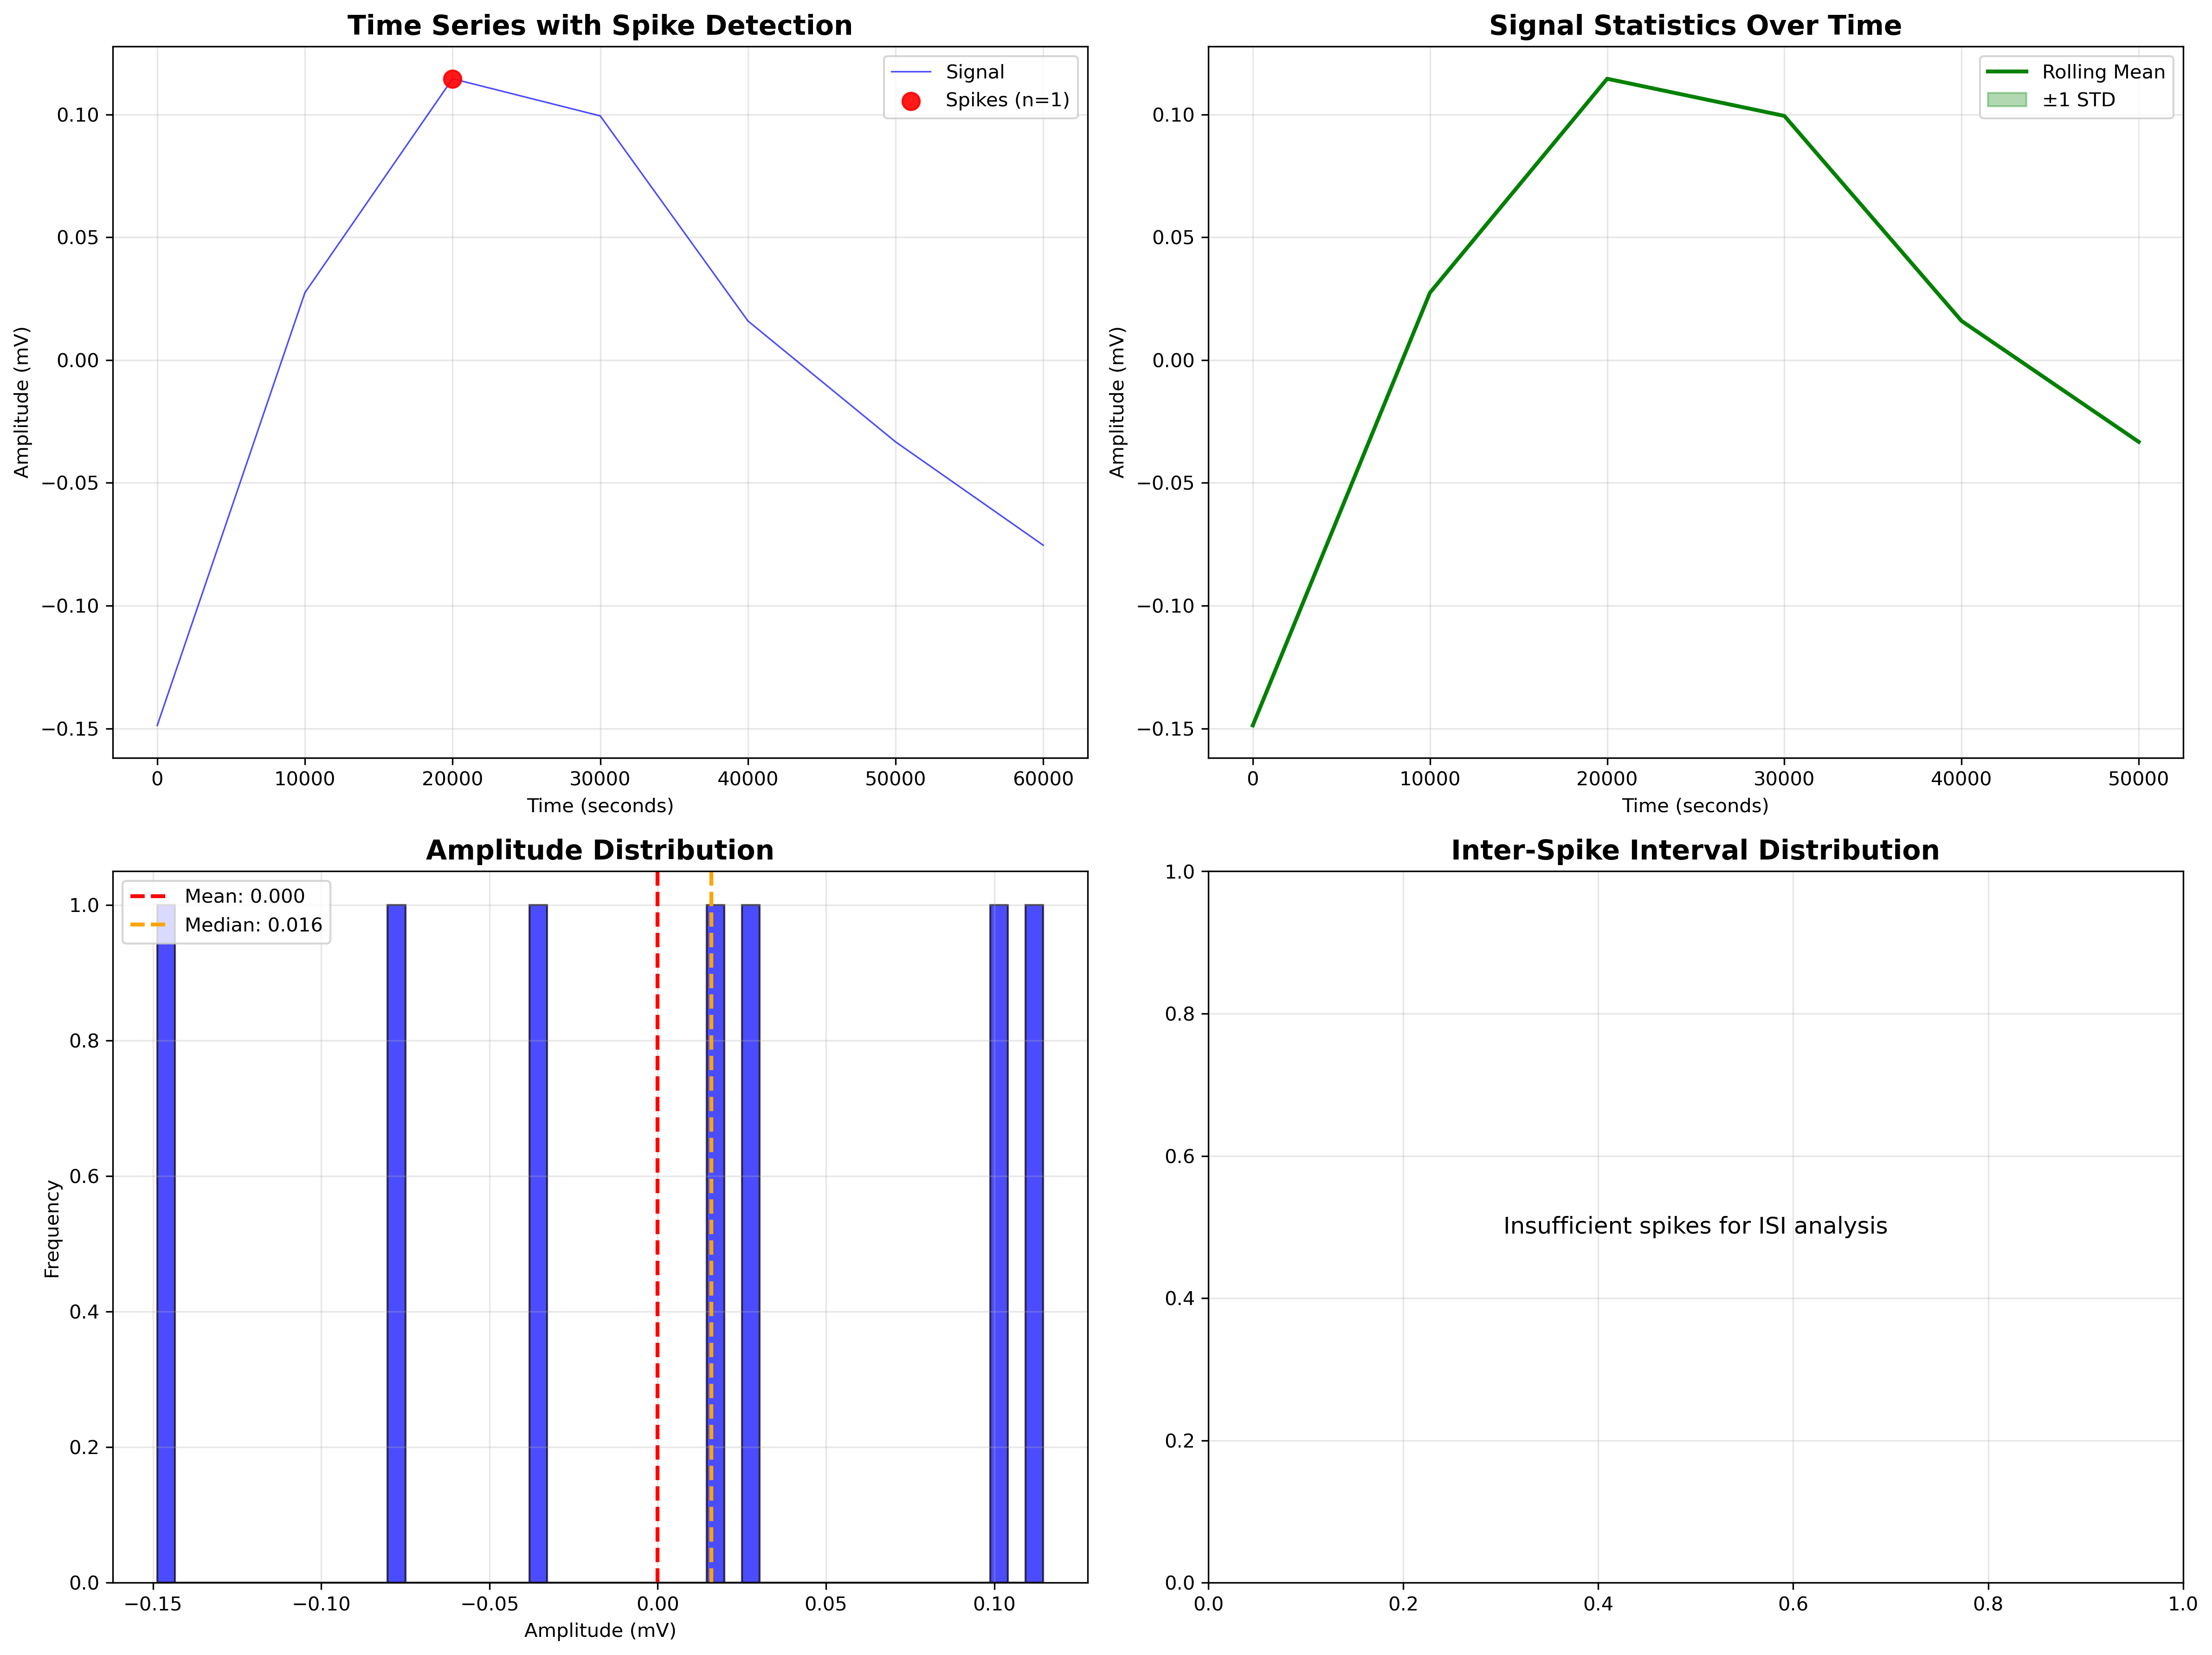 Time Series with Spike Detection
Signal
Spikes (n=1)
Amplitude (mV)
0.10
0.05
0.00
−0.05
−0.10
−0.15
0 10000 20000 30000 40000 50000 60000
Time (seconds)
Signal Statistics Over Time
Rolling Mean
±1 STD
Amplitude (mV)
0.10
0.05
0.00
−0.05
−0.10
−0.15
0 10000 20000 30000 40000 50000
Time (seconds)
Amplitude Distribution
Mean: 0.000
Median: 0.016
Frequency
1.0
0.8
0.6
0.4
0.2
0.0
−0.15 −0.10 −0.05 0.00 0.05 0.10
Amplitude (mV)
Inter-Spike Interval Distribution
1.0
0.8
0.6
Insufficient spikes for ISI analysis
0.4
0.2
0.0
0.0 0.2 0.4 0.6 0.8 1.0